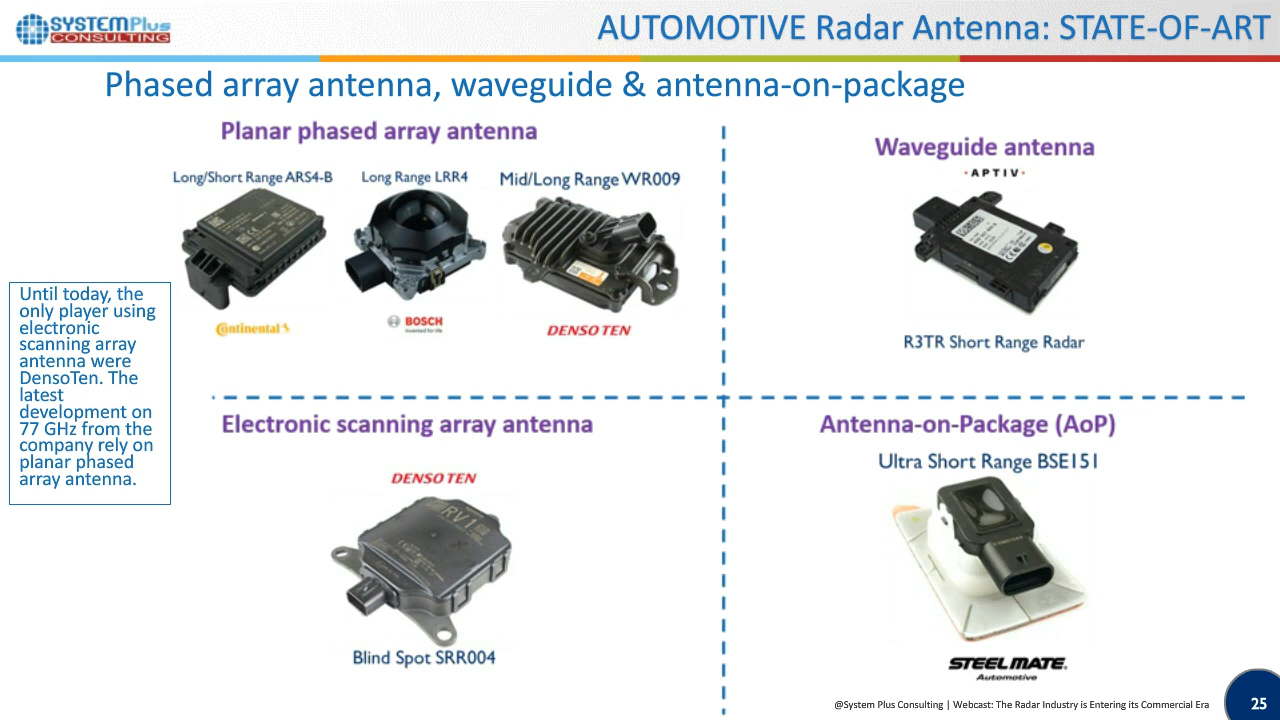 SYSTEMPlus
CONSULTING
AUTOMOTIVE Radar Antenna: STATE-OF-ART
Phased array antenna, waveguide & antenna-on-package
Planar phased array antenna
Long/Short Range ARS4-B
Long Range LRR4
Mid/Long Range WR009
Continental
BOSCH
Invented for life
DENSO TEN
Waveguide antenna
· A P T I V ·
R3TR Short Range Radar
Until today, the
only player using
electronic
scanning array
antenna were
DensoTen. The
latest
development on
77 GHz from the
company rely on
planar phased
array antenna.
Electronic scanning array antenna
DENSO TEN
RV1
Blind Spot SRR004
Antenna-on-Package (AoP)
Ultra Short Range BSE151
STEEL MATE
Automotive
@System Plus Consulting | Webcast: The Radar Industry is Entering its Commercial Era
25